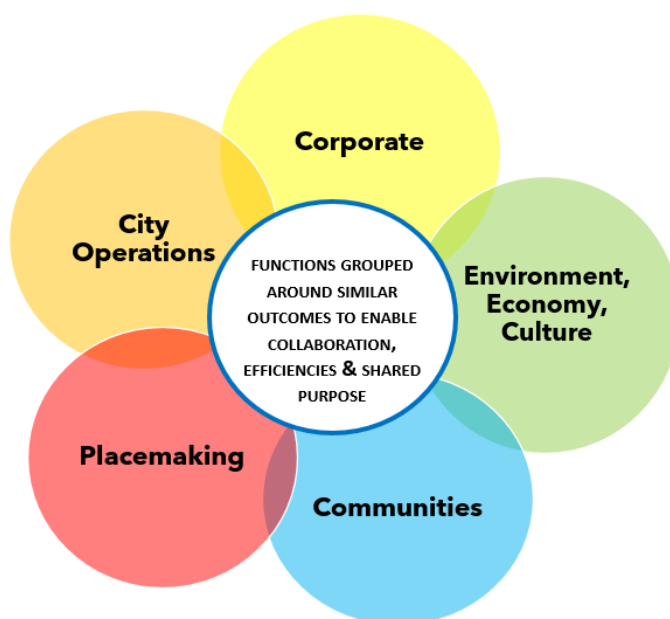 Corporate
City
Operations
Environment,
Economy,
Culture
FUNCTIONS GROUPED
AROUND SIMILAR
OUTCOMES TO ENABLE
COLLABORATION,
EFFICIENCIES & SHARED
PURPOSE
Placemaking
Communities